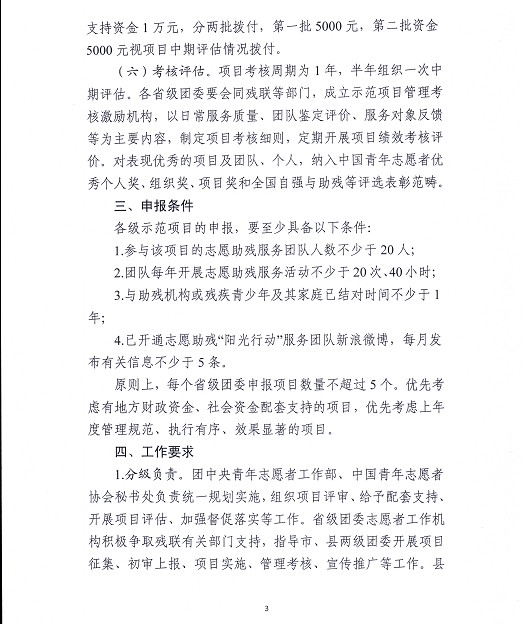 支持资金 1 万元，分两批拨付，第一批 5000 元，第二批资金
5000 元视项目中期评估情况拨付。
（六）考核评估。项目考核周期为 1 年，半年组织一次中
期评估。各省级团委要会同残联等部门，成立示范项目管理考
核激励机构，以日常服务质量、团队鉴定评价、服务对象反馈
等为主要内容，制定项目考核细则，定期开展项目绩效考核评
价。对表现优秀的项目及团队、个人，纳入中国青年志愿者优
秀个人奖、组织奖、项目奖和全国自强与助残等评选表彰范畴。
三、申报条件
各级示范项目的申报，要至少具备以下条件：
1.参与该项目的志愿助残服务团队人数不少于 20 人；
2.团队每年开展志愿助残服务活动不少于 20 次、40 小时；
3.与助残机构或残疾青少年及其家庭已结对时间不少于 1
年；
4.已开通志愿助残“阳光行动”服务团队新浪微博，每月发
布有关信息不少于 5 条。
原则上，每个省级团委申报项目数量不超过 5 个。优先考
虑有地方财政资金、社会资金配套支持的项目，优先考虑上年
度管理规范、执行有序、效果显著的项目。
四、工作要求
1.分级负责。团中央青年志愿者工作部、中国青年志愿者
协会秘书处负责统一规划实施，组织项目评审、给予配套支持、
开展项目评估、加强督促落实等工作。省级团委志愿者工作机
构积极争取残联有关部门支持，指导市、县两级团委开展项目
征集、初审上报、项目实施、管理考核、宣传推广等工作。县
3